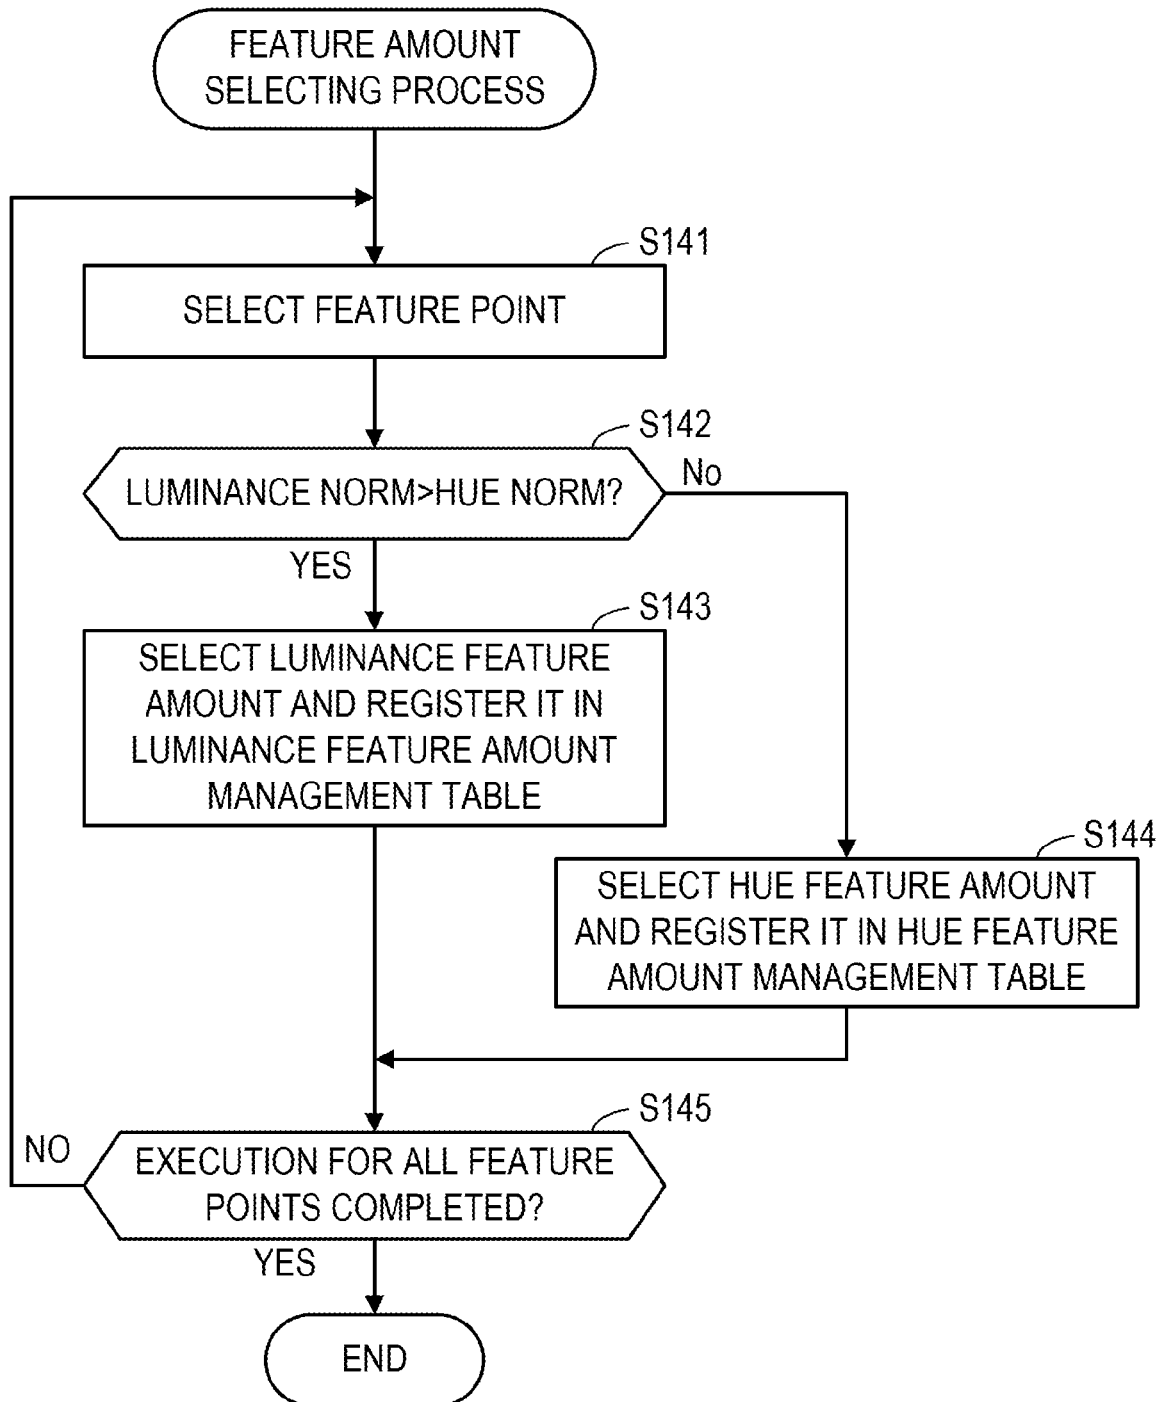 FEATURE AMOUNT
SELECTING PROCESS
S141
SELECT FEATURE POINT
S142
LUMINANCE NORM>HUE NORM?
No
YES
S143
SELECT LUMINANCE FEATURE
AMOUNT AND REGISTER IT IN
LUMINANCE FEATURE AMOUNT
MANAGEMENT TABLE
S144
SELECT HUE FEATURE AMOUNT
AND REGISTER IT IN HUE FEATURE
AMOUNT MANAGEMENT TABLE
S145
NO
EXECUTION FOR ALL FEATURE
POINTS COMPLETED?
YES
END